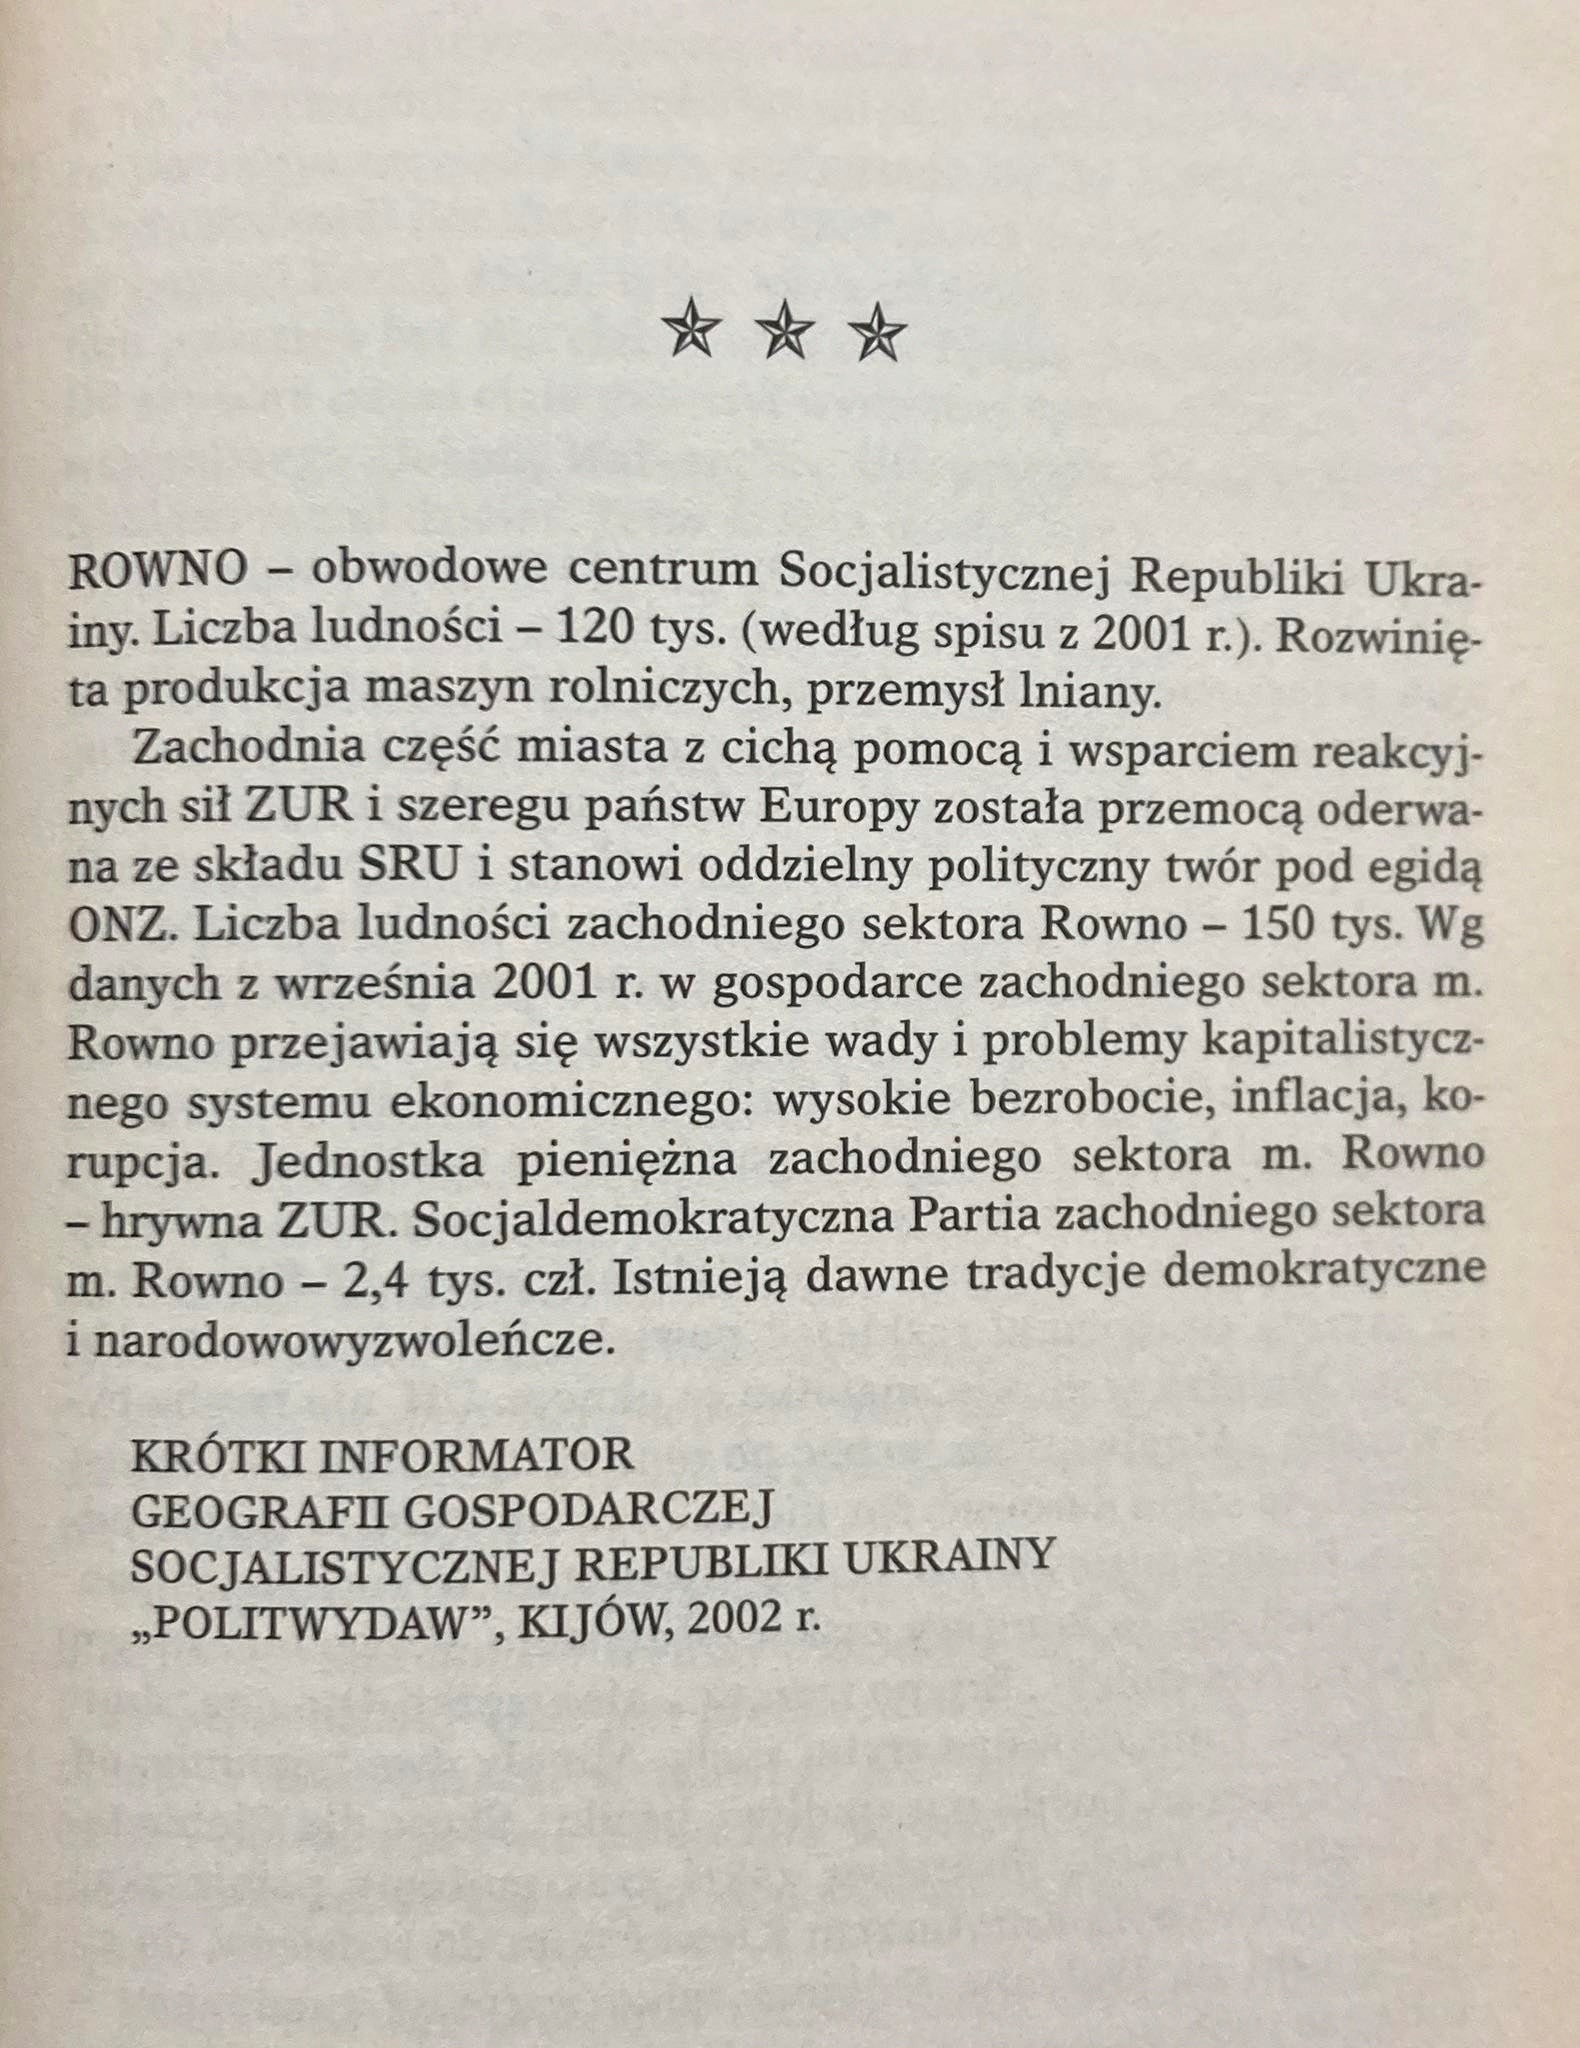 ROWNO – obwodowe centrum Socjalistycznej Republiki Ukra-
iny. Liczba ludności – 120 tys. (według spisu z 2001 r.). Rozwinię-
ta produkcja maszyn rolniczych, przemysł lniany.
Zachodnia część miasta z cichą pomocą i wsparciem reakcyj-
nych sił ZUR i szeregu państw Europy została przemocą oderwa-
na ze składu SRU i stanowi oddzielny polityczny twór pod egidą
ONZ. Liczba ludności zachodniego sektora Rowno – 150 tys. Wg
danych z września 2001 r. w gospodarce zachodniego sektora m.
Rowno przejawiają się wszystkie wady i problemy kapitalistycz-
nego systemu ekonomicznego: wysokie bezrobocie, inflacja, ko-
rupcja. Jednostka pieniężna zachodniego sektora m. Rowno
– hrywna ZUR. Socjaldemokratyczna Partia zachodniego sektora
m. Rowno – 2,4 tys. czł. Istnieją dawne tradycje demokratyczne
i narodowowyzwoleńcze.
KRÓTKI INFORMATOR
GEOGRAFII GOSPODARCZEJ
SOCJALISTYCZNEJ REPUBLIKI UKRAINY
„POLITWYDAW”, KIJÓW, 2002 r.